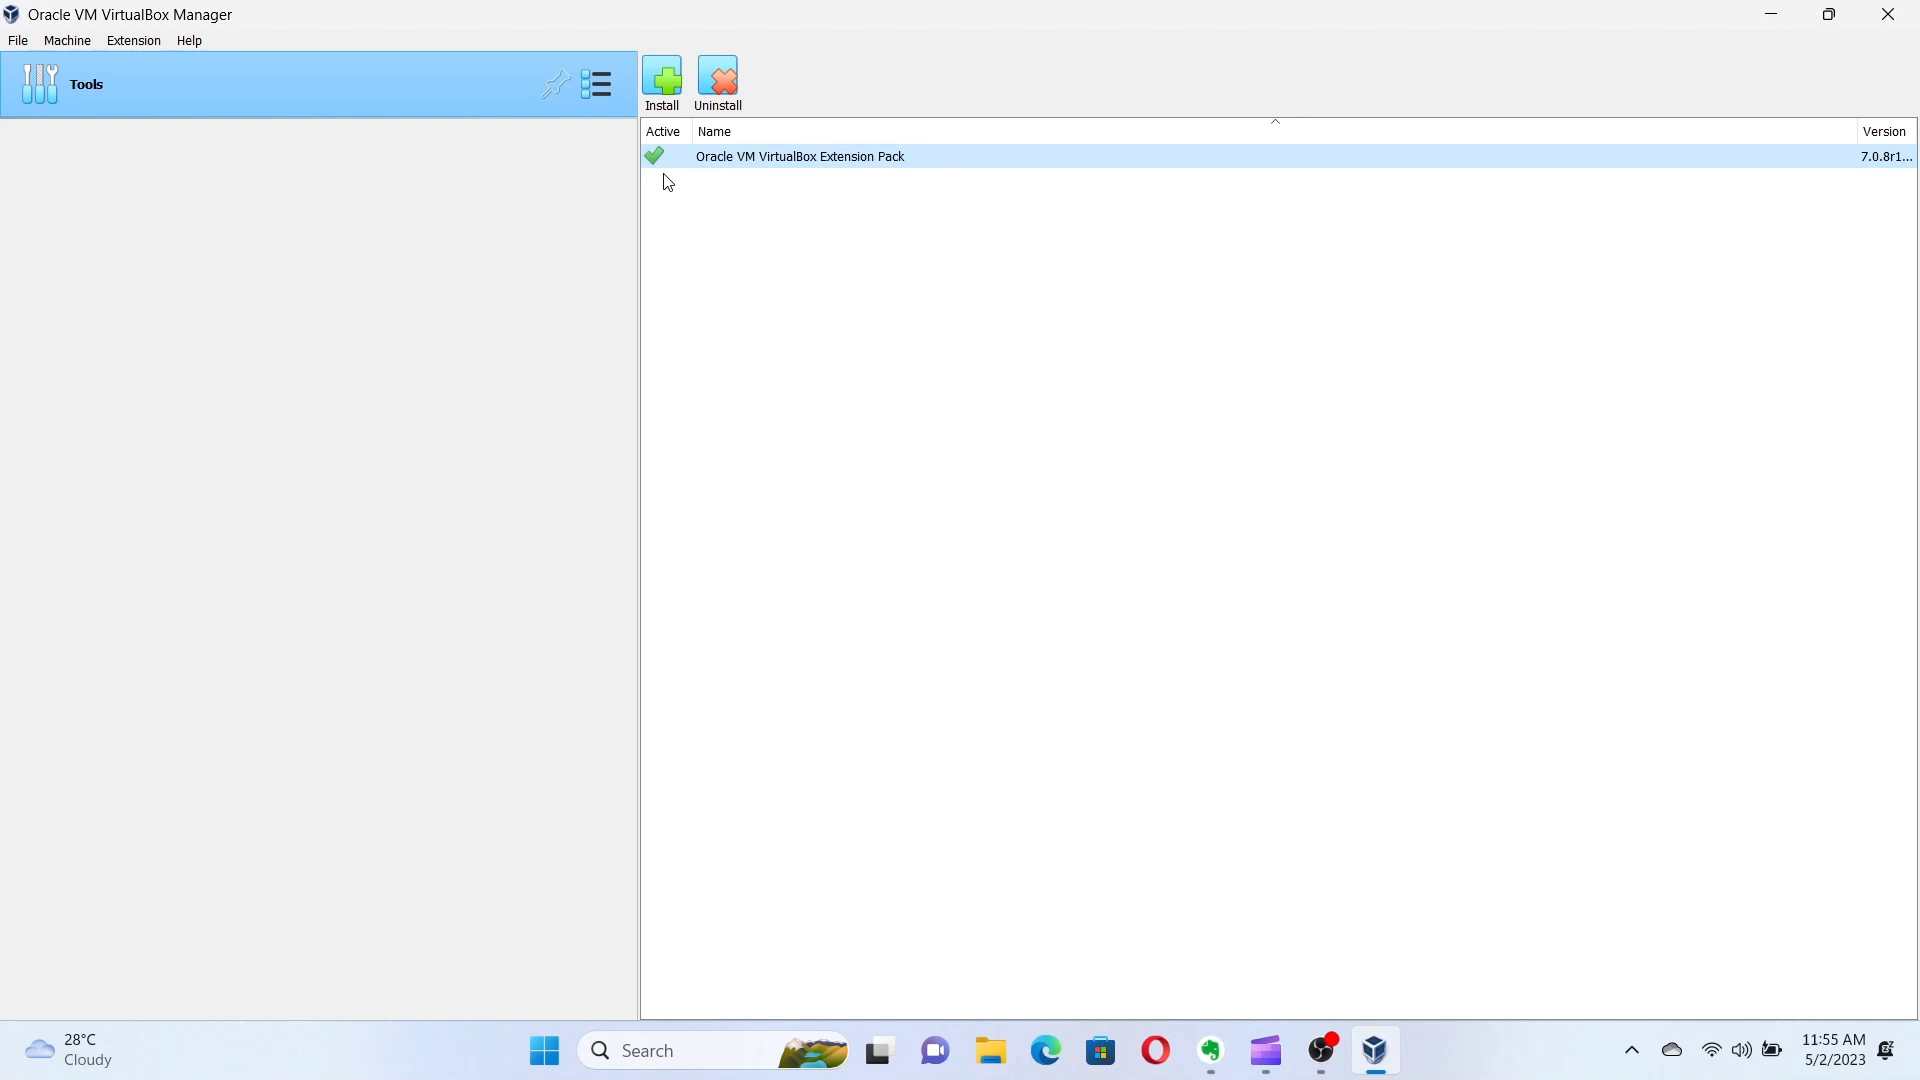 Oracle VM VirtualBox Manager
File Machine Extension Help
Tools
Install Uninstall
Active Name Version
Oracle VM VirtualBox Extension Pack 7.0.8r1...
28°C
Cloudy
Search
11:55 AM
5/2/2023